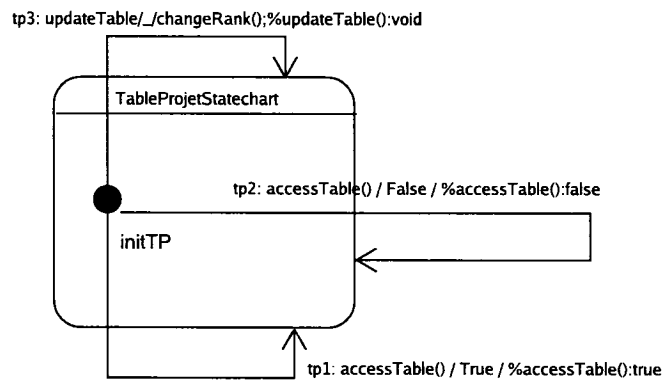 tp3: updateTable/_/changeRank();%updateTable():void
TableProjetStatechart
tp2: accessTable() / False / %accessTable():false
initTP
tp1: accessTable() / True / %accessTable():true